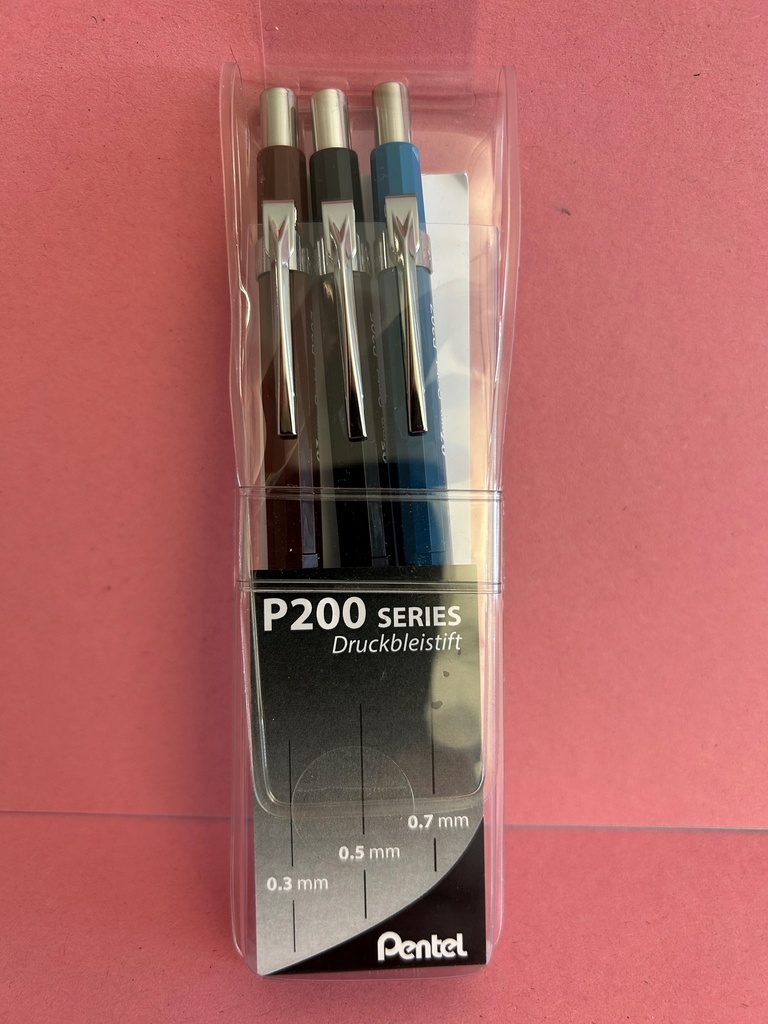 P200 SERIES
Druckbleistift
0.7 mm
0.5 mm
0.3 mm
Pentel